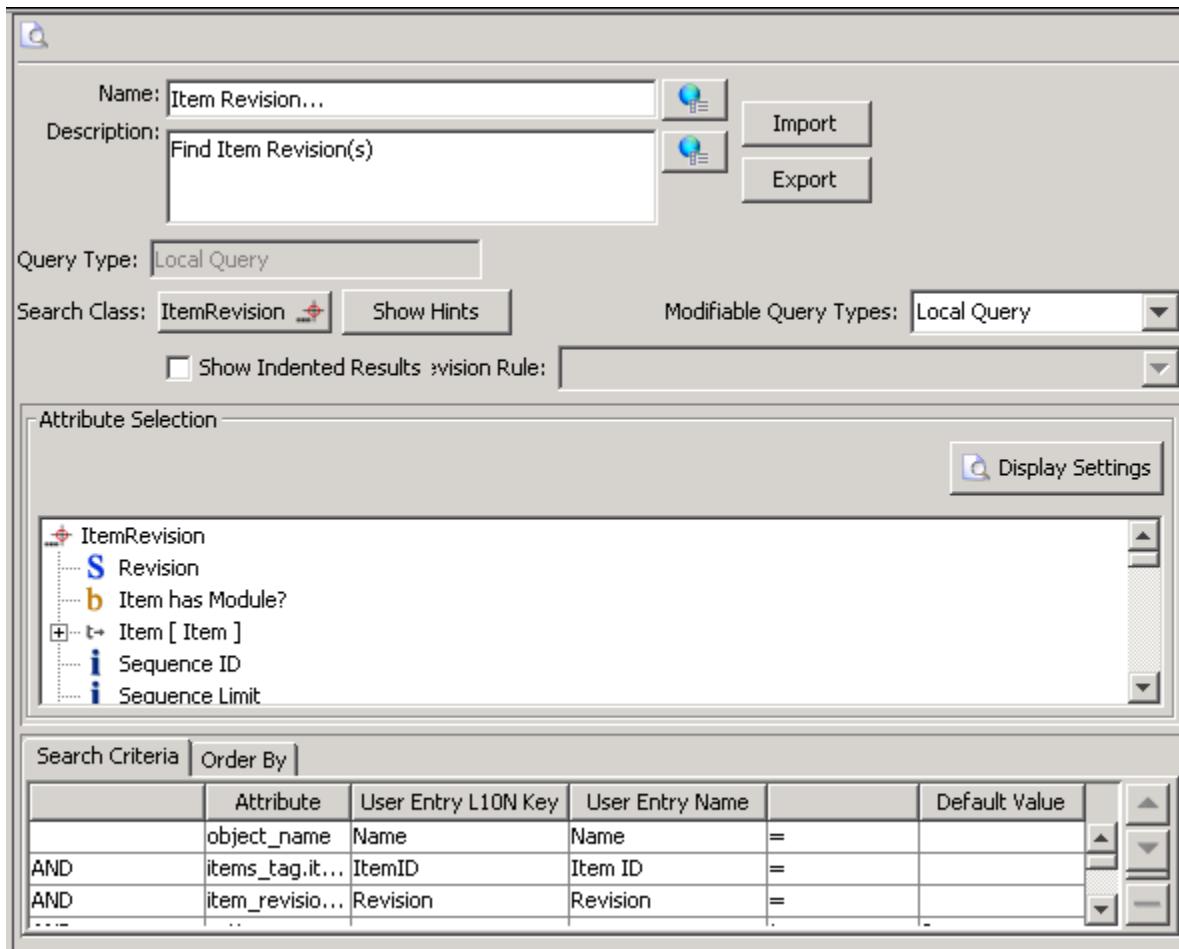 Name: Item Revision...
Description: Find Item Revision(s)
Import
Export
Query Type: Local Query
Search Class: ItemRevision Show Hints Modifiable Query Types: Local Query
Show Indented Results evision Rule:
Attribute Selection
Display Settings
ItemRevision
S Revision
b Item has Module?
t Item [ Item ]
i Sequence ID
i Sequence Limit
Search Criteria Order By
Attribute User Entry L10N Key User Entry Name Default Value
object_name Name Name =
AND items_tag.it... ItemID Item ID =
AND item_revisio... Revision Revision =